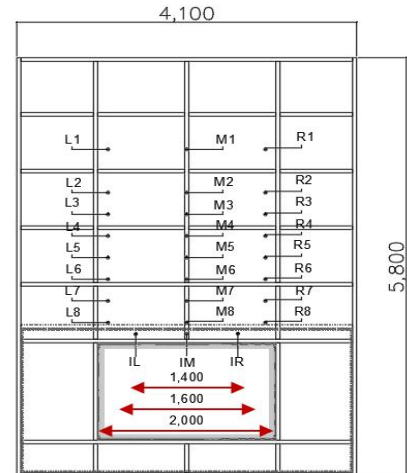 4,100
L1 M1 R1
L2 M2 R2
L3 M3 R3
L4 M4 R4
L5 M5 R5
L6 M6 R6
L7 M7 R7
L8 M8 R8
5,800
IL IM IR
1,400
1,600
2,000